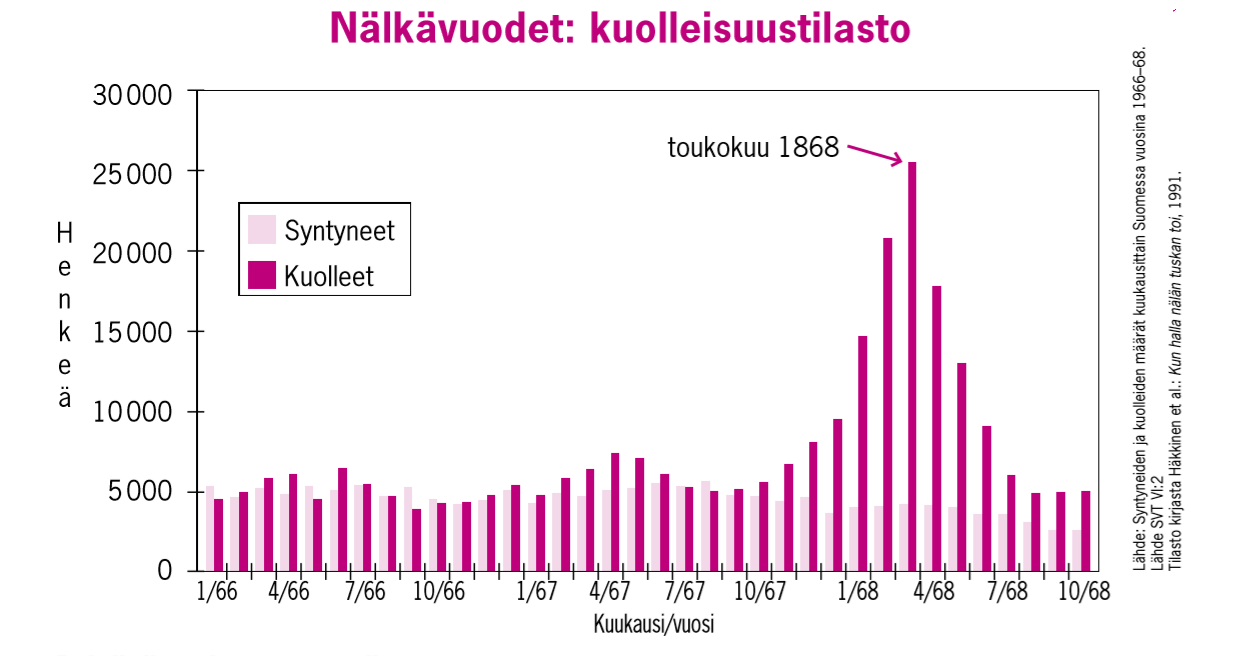 Nälkävuodet: kuolleisuustilasto
30 000
25 000
20 000
15 000
10 000
5 000
0
Henkeä
toukokuu 1868
Syntyneet
Kuolleet
1/66 4/66 7/66 10/66 1/67 4/67 7/67 10/67 1/68 4/68 7/68 10/68
Kuukausi/vuosi
Lähde: Syntyneiden ja kuolleiden määrät kuukausittain Suomessa vuosina 1966–68.
Lähde SVT VI:2
Tilasto kirjasta Häkkinen et al.: Kun halla nälän tuskan toi, 1991.